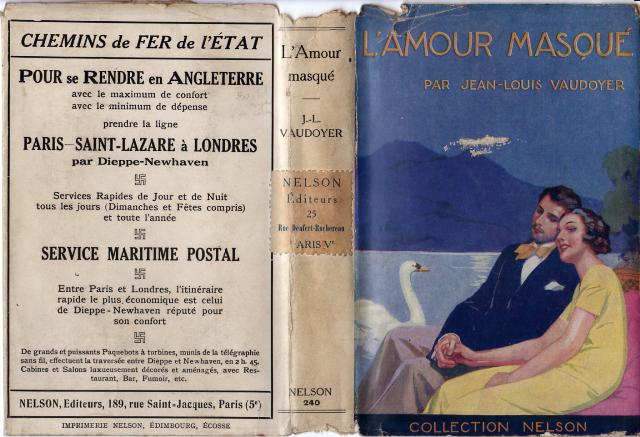 CHEMINS de FER de l'ÉTAT
POUR se RENDRE en ANGLETERRE
avec le maximum de confort
avec le minimum de dépense
prendre la ligne
PARIS-SAINT-LAZARE à LONDRES
par Dieppe-Newhaven
Services Rapides de Jour et de Nuit
tous les jours (Dimanches et Fêtes compris)
et toute l'année
SERVICE MARITIME POSTAL
Entre Paris et Londres, l'itinéraire
rapide le plus économique est celui
de Dieppe-Newhaven réputé pour
son confort
De grands et puissants Paquebots à turbines, munis de la télégraphie
sans fil, effectuent la traversée entre Dieppe et Newhaven, en 2 h. 45.
Cabines et Salons luxueusement décorés et aménagés, avec Res-
taurant, Bar, Fumoir, etc.
NELSON, Editeurs, 189, rue Saint-Jacques, Paris (5e)
IMPRIMERIE NELSON, ÉDIMBOURG, ÉCOSSE
L'Amour
masqué
J.-L.
VAUDOYER
NELSON
Éditeurs
25
Rue Denfert-Rochereau
PARIS Ve
NELSON
240
L'AMOUR MASQUÉ
PAR JEAN-LOUIS VAUDOYER
COLLECTION NELSON